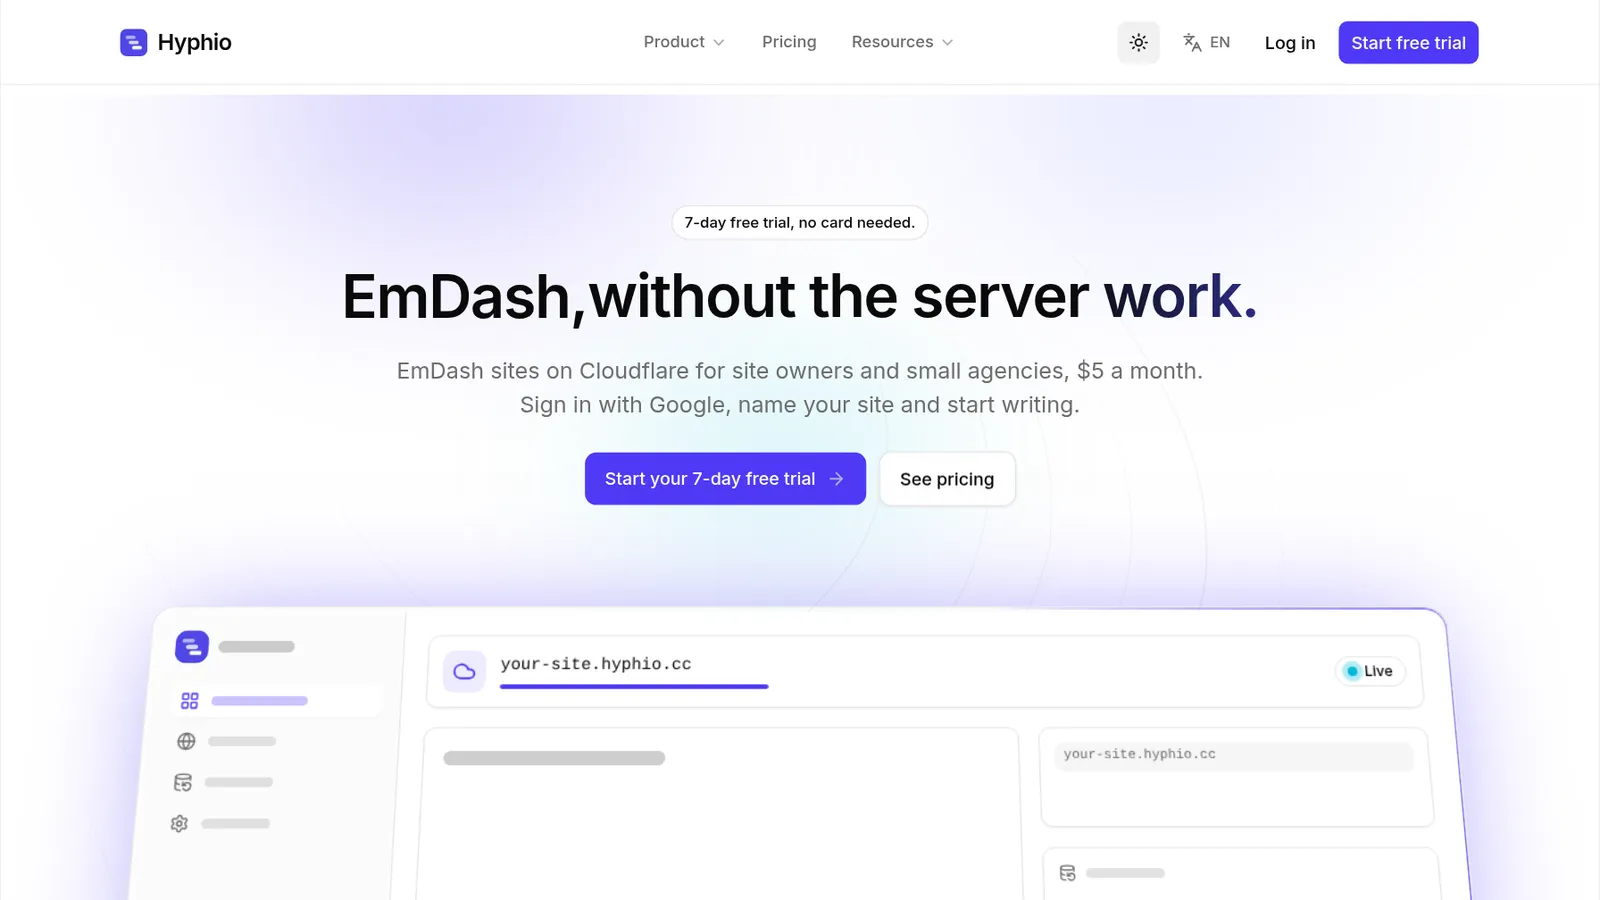 Hyphio
Product
Pricing
Resources
EN
Log in
Start free trial
7-day free trial, no card needed.
EmDash,without the server work.
EmDash sites on Cloudflare for site owners and small agencies, $5 a month.
Sign in with Google, name your site and start writing.
Start your 7-day free trial
See pricing
your-site.hyphio.cc
Live
your-site.hyphio.cc